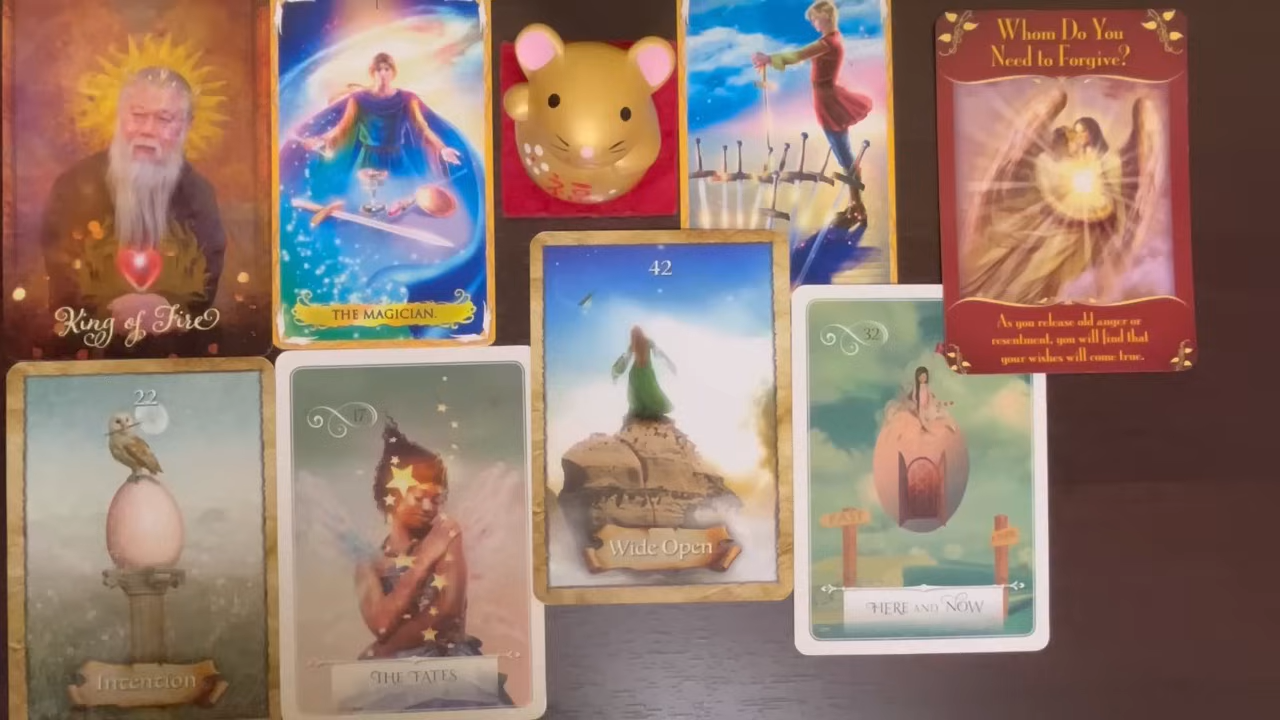 King of Fire
I
THE MAGICIAN.
福
Whom Do You
Need to Forgive?
As you release old anger or
resentment, you will find that
your wishes will come true.
22
Intention
17
THE FATES
42
Wide Open
32
PAST
HERE AND NOW